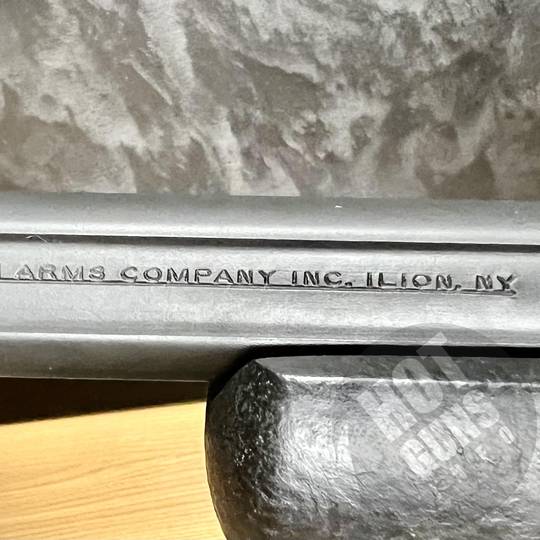 ARMS COMPANY INC. ILION, NY
HOT
GUNS